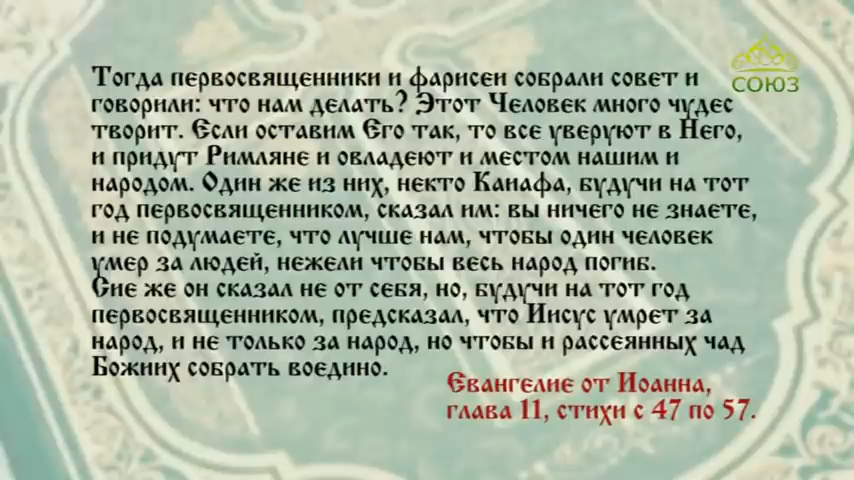 СОЮЗ
Тогда первосвященники и фарисеи собрали совет и
говорили: что нам делать? Этот Человек много чудес
творит. Если оставим Его так, то все уверуют в Него,
и придут Римляне и овладеют и местом нашим и
народом. Один же из них, некто Каиафа, будучи на тот
год первосвященником, сказал им: вы ничего не знаете,
и не подумаете, что лучше нам, чтобы один человек
умер за людей, нежели чтобы весь народ погиб.
Сие же он сказал не от себя, но, будучи на тот год
первосвященником, предсказал, что Иисус умрет за
народ, и не только за народ, но чтобы и рассеянных чад
Божиих собрать воедино.
Евангелие от Иоанна,
глава 11, стихи с 47 по 57.